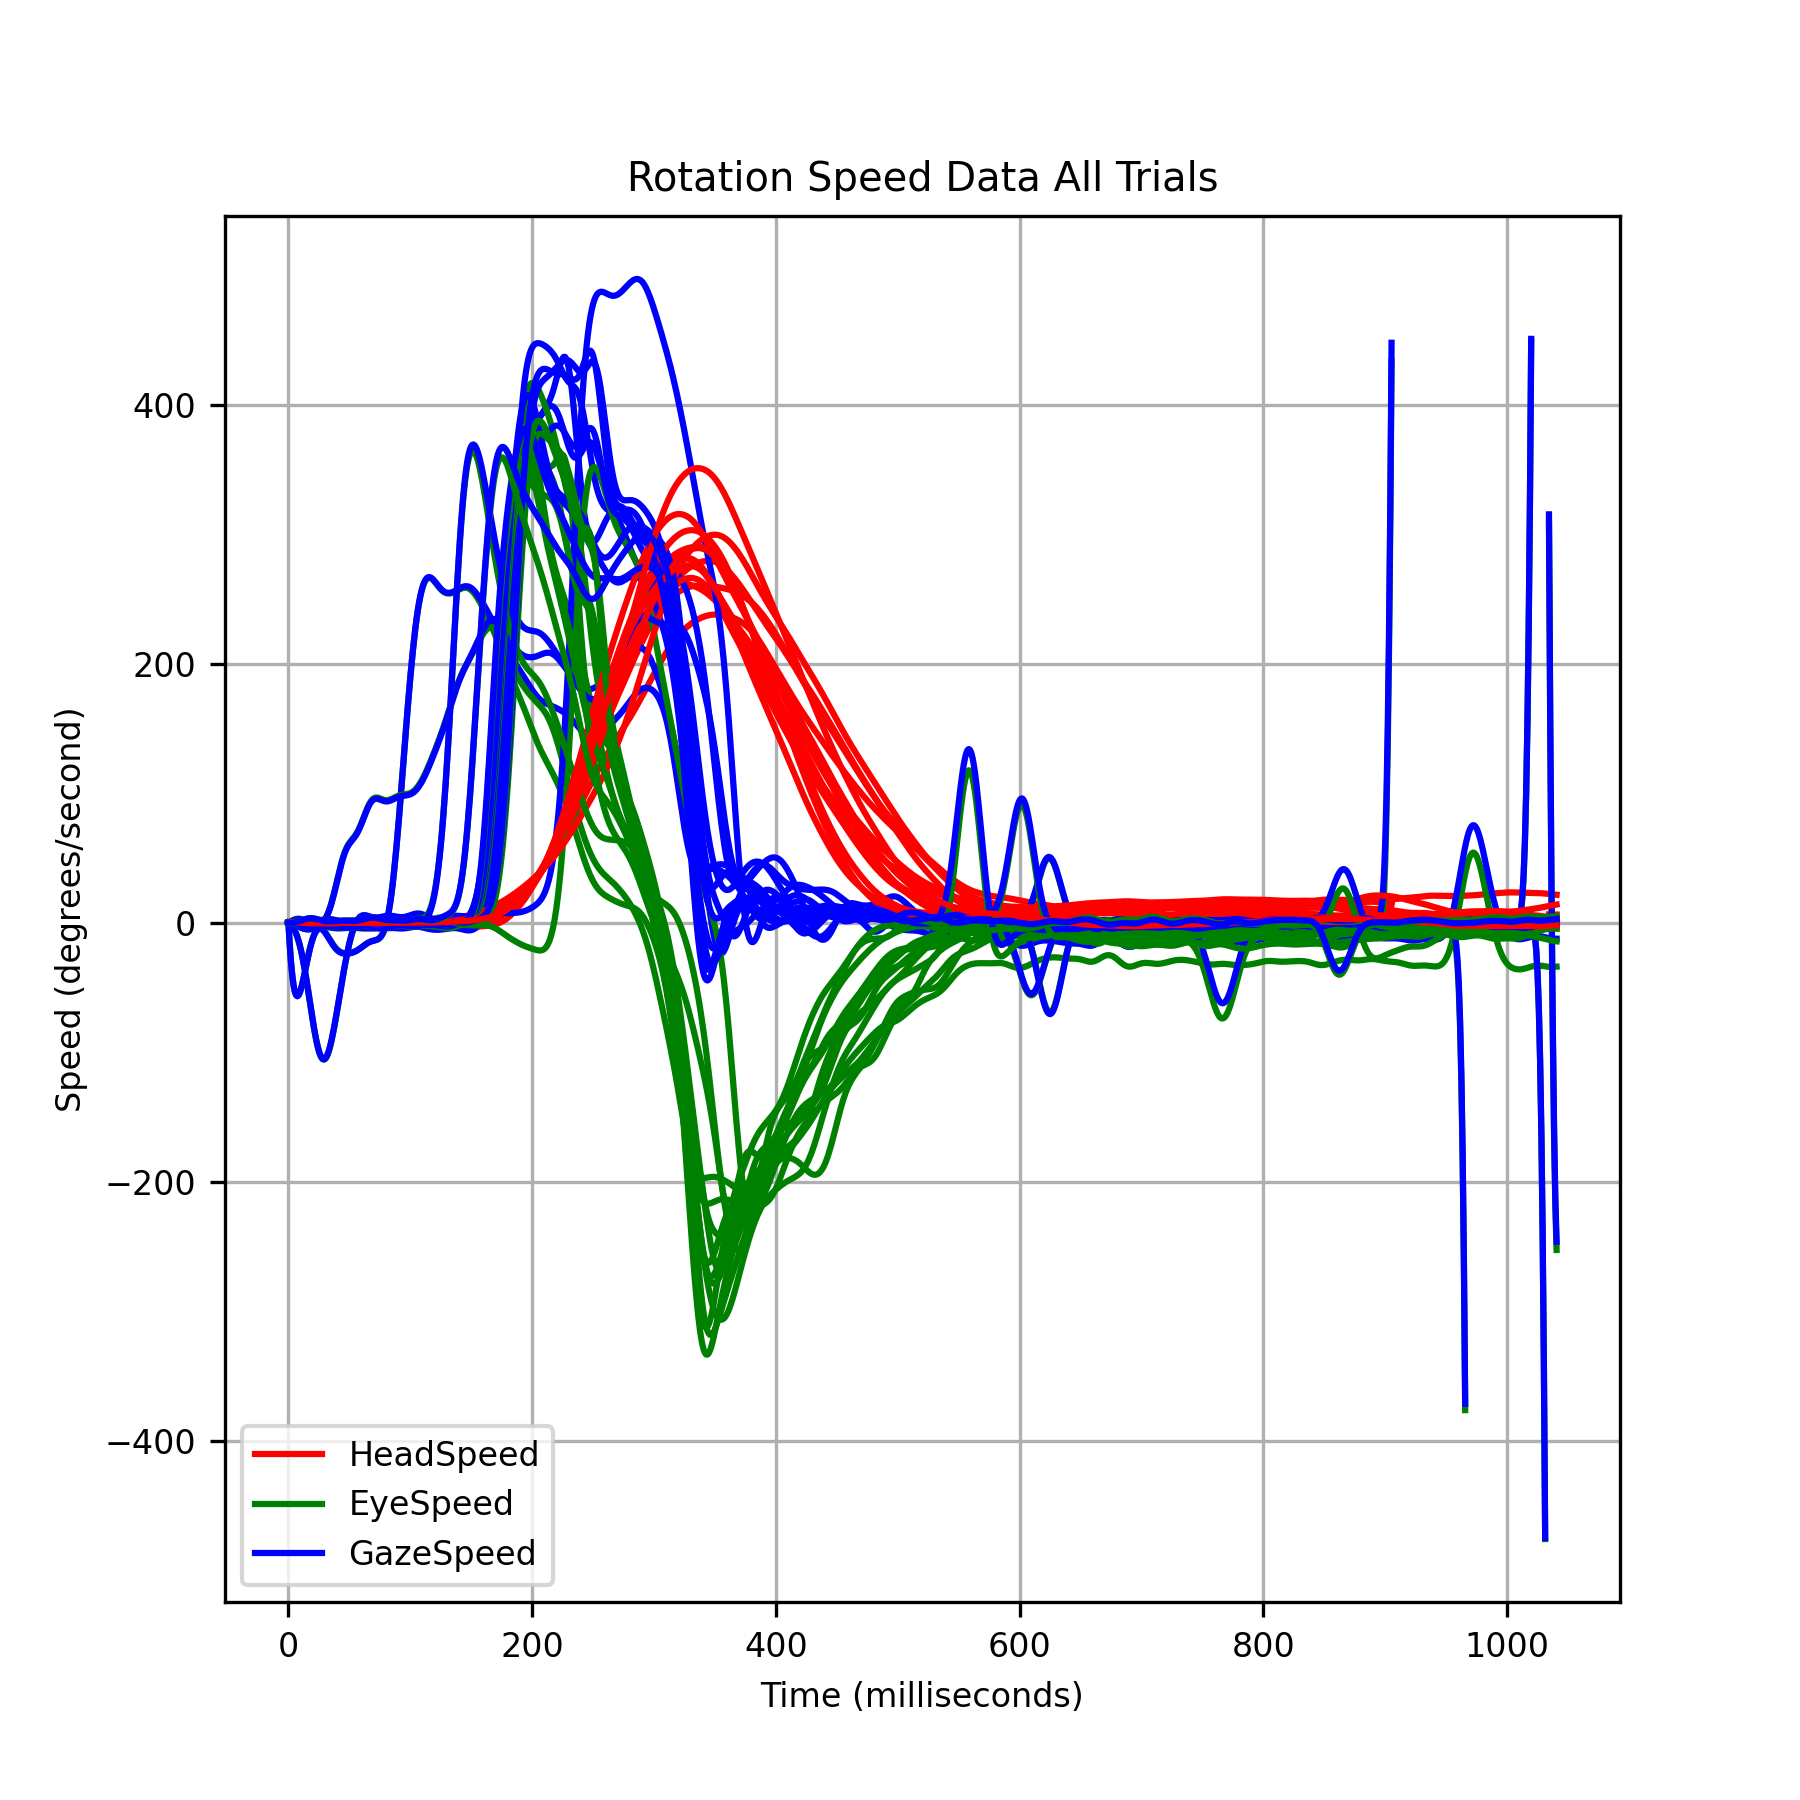 Rotation Speed Data All Trials
Speed (degrees/second)
400
200
0
−200
−400
HeadSpeed
EyeSpeed
GazeSpeed
0 200 400 600 800 1000
Time (milliseconds)